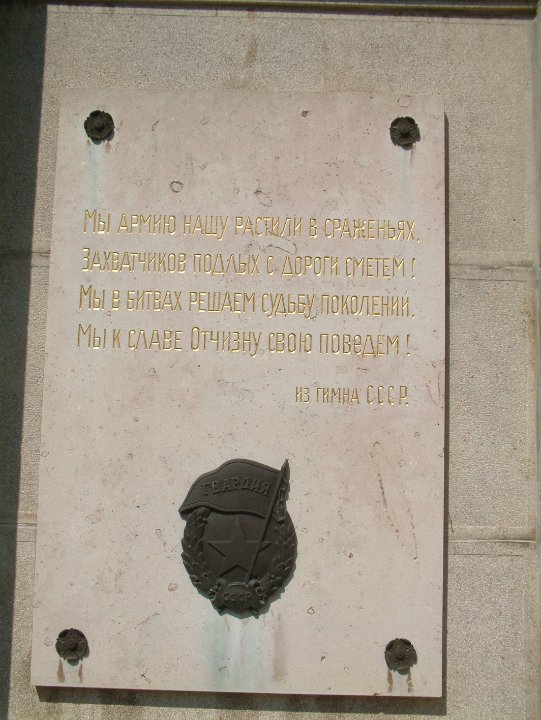 Мы армию нашу растили в сраженьях,
Захватчиков подлых с дороги сметем!
Мы в битвах решаем судьбу поколений,
Мы к славе Отчизну свою поведем!
из гимна СССР.
ГВАРДИЯ
СССР